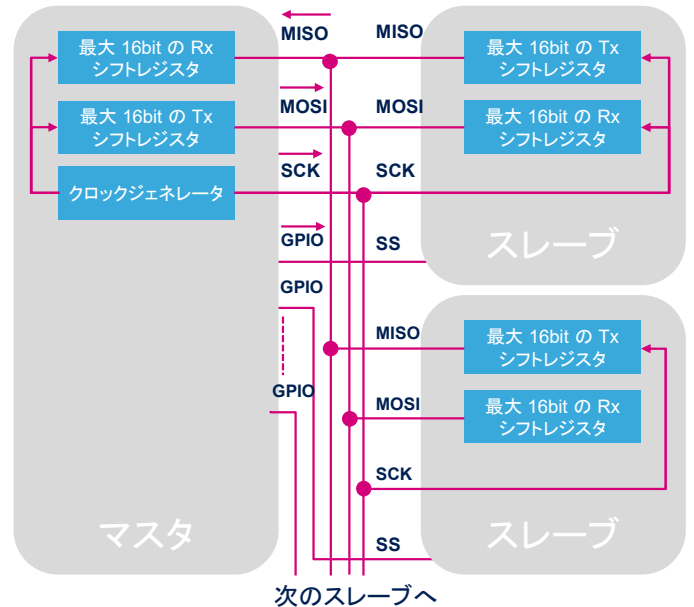 最大 16bit の Rx
シフトレジスタ
最大 16bit の Tx
シフトレジスタ
クロックジェネレータ
マスタ
MISO
MOSI
SCK
GPIO
GPIO
GPIO
MISO
MOSI
SCK
SS
最大 16bit の Tx
シフトレジスタ
最大 16bit の Rx
シフトレジスタ
スレーブ
MISO
MOSI
SCK
SS
最大 16bit の Tx
シフトレジスタ
最大 16bit の Rx
シフトレジスタ
スレーブ
次のスレーブへ